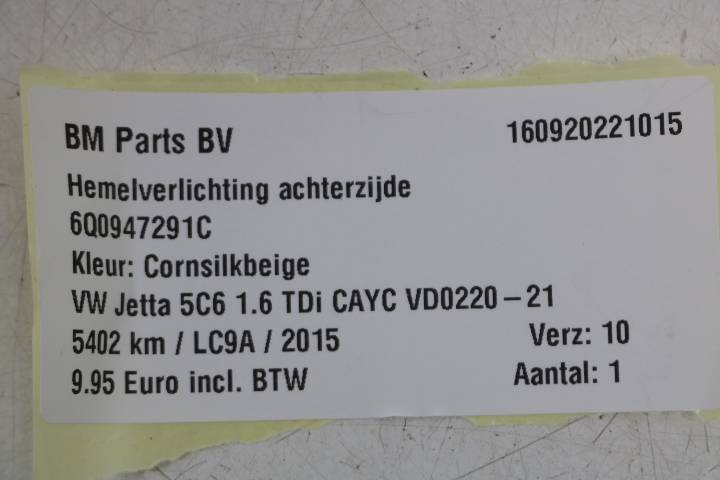 BM Parts BV 160920221015
Hemelverlichting achterzijde
6Q0947291C
Kleur: Cornsilkbeige
VW Jetta 5C6 1.6 TDi CAYC VD0220-21
5402 km / LC9A / 2015 Verz: 10
9.95 Euro incl. BTW Aantal: 1